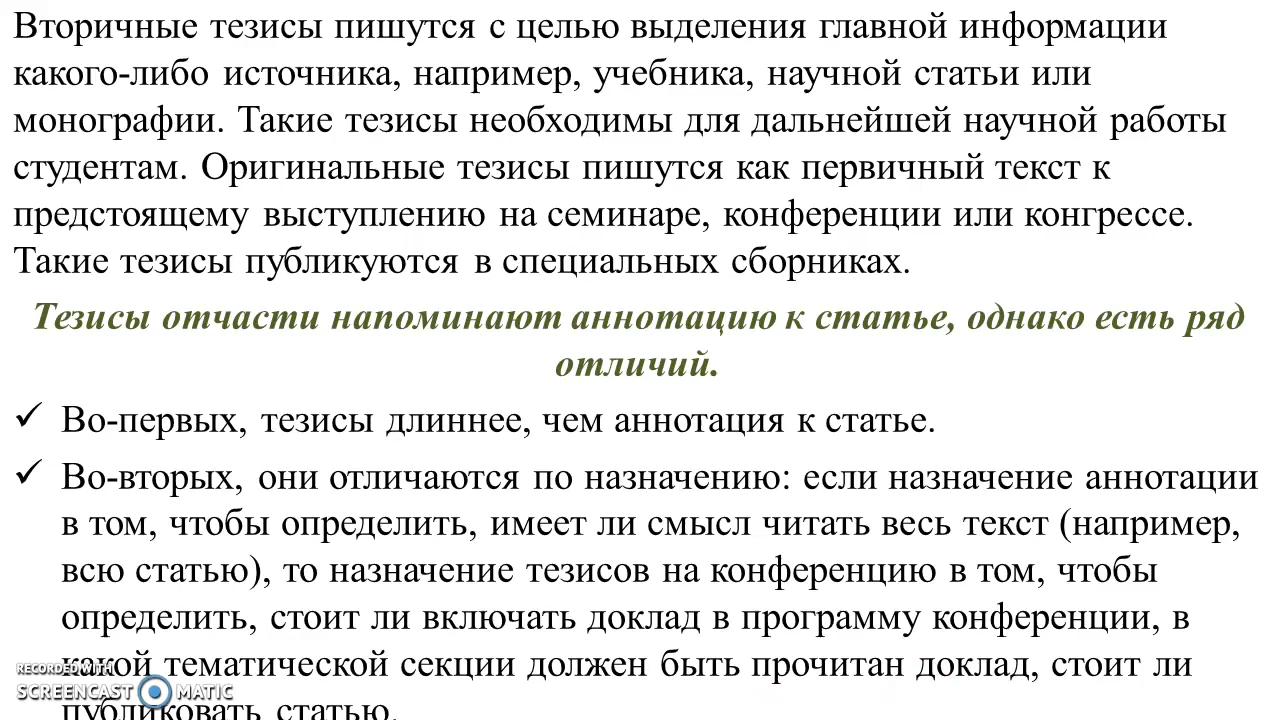 Вторичные тезисы пишутся с целью выделения главной информации
какого-либо источника, например, учебника, научной статьи или
монографии. Такие тезисы необходимы для дальнейшей научной работы
студентам. Оригинальные тезисы пишутся как первичный текст к
предстоящему выступлению на семинаре, конференции или конгрессе.
Такие тезисы публикуются в специальных сборниках.
Тезисы отчасти напоминают аннотацию к статье, однако есть ряд
отличий.
✓ Во-первых, тезисы длиннее, чем аннотация к статье.
✓ Во-вторых, они отличаются по назначению: если назначение аннотации
в том, чтобы определить, имеет ли смысл читать весь текст (например,
всю статью), то назначение тезисов на конференцию в том, чтобы
определить, стоит ли включать доклад в программу конференции, в
какой тематической секции должен быть прочитан доклад, стоит ли
публиковать статью.
RECORDED WITH
SCREENCAST MATIC